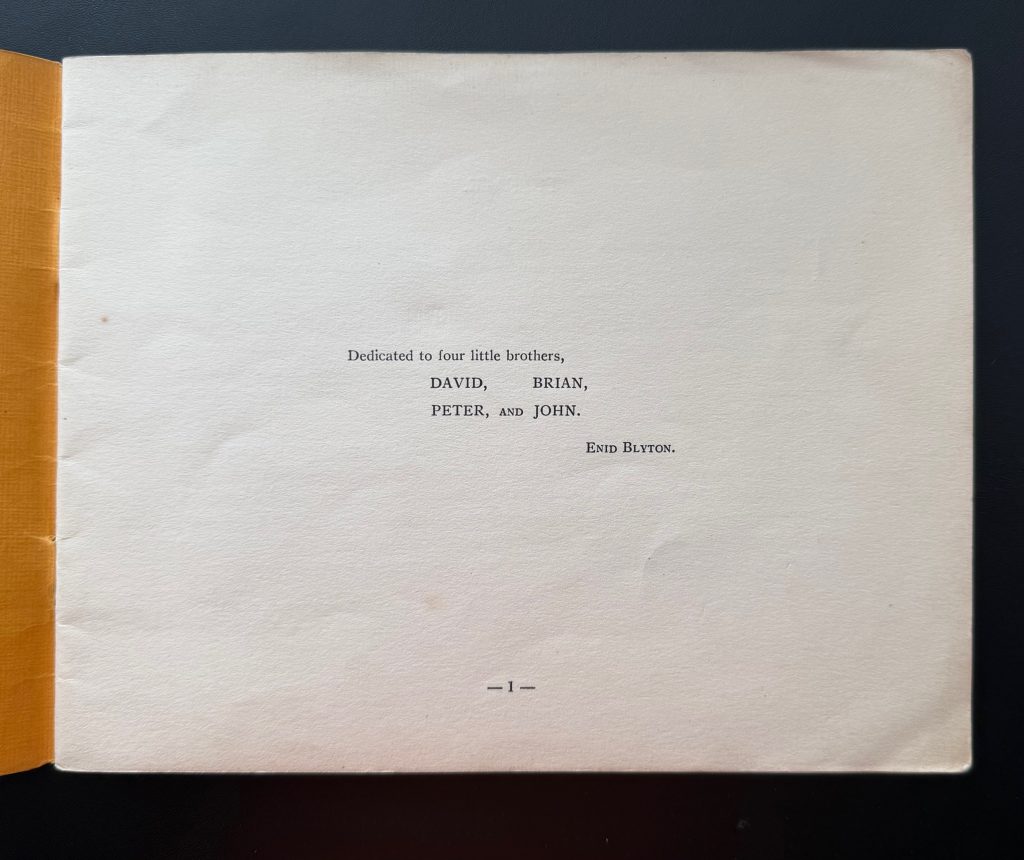 Dedicated to four little brothers,
DAVID, BRIAN,
PETER, AND JOHN.
ENID BLYTON.
— 1 —